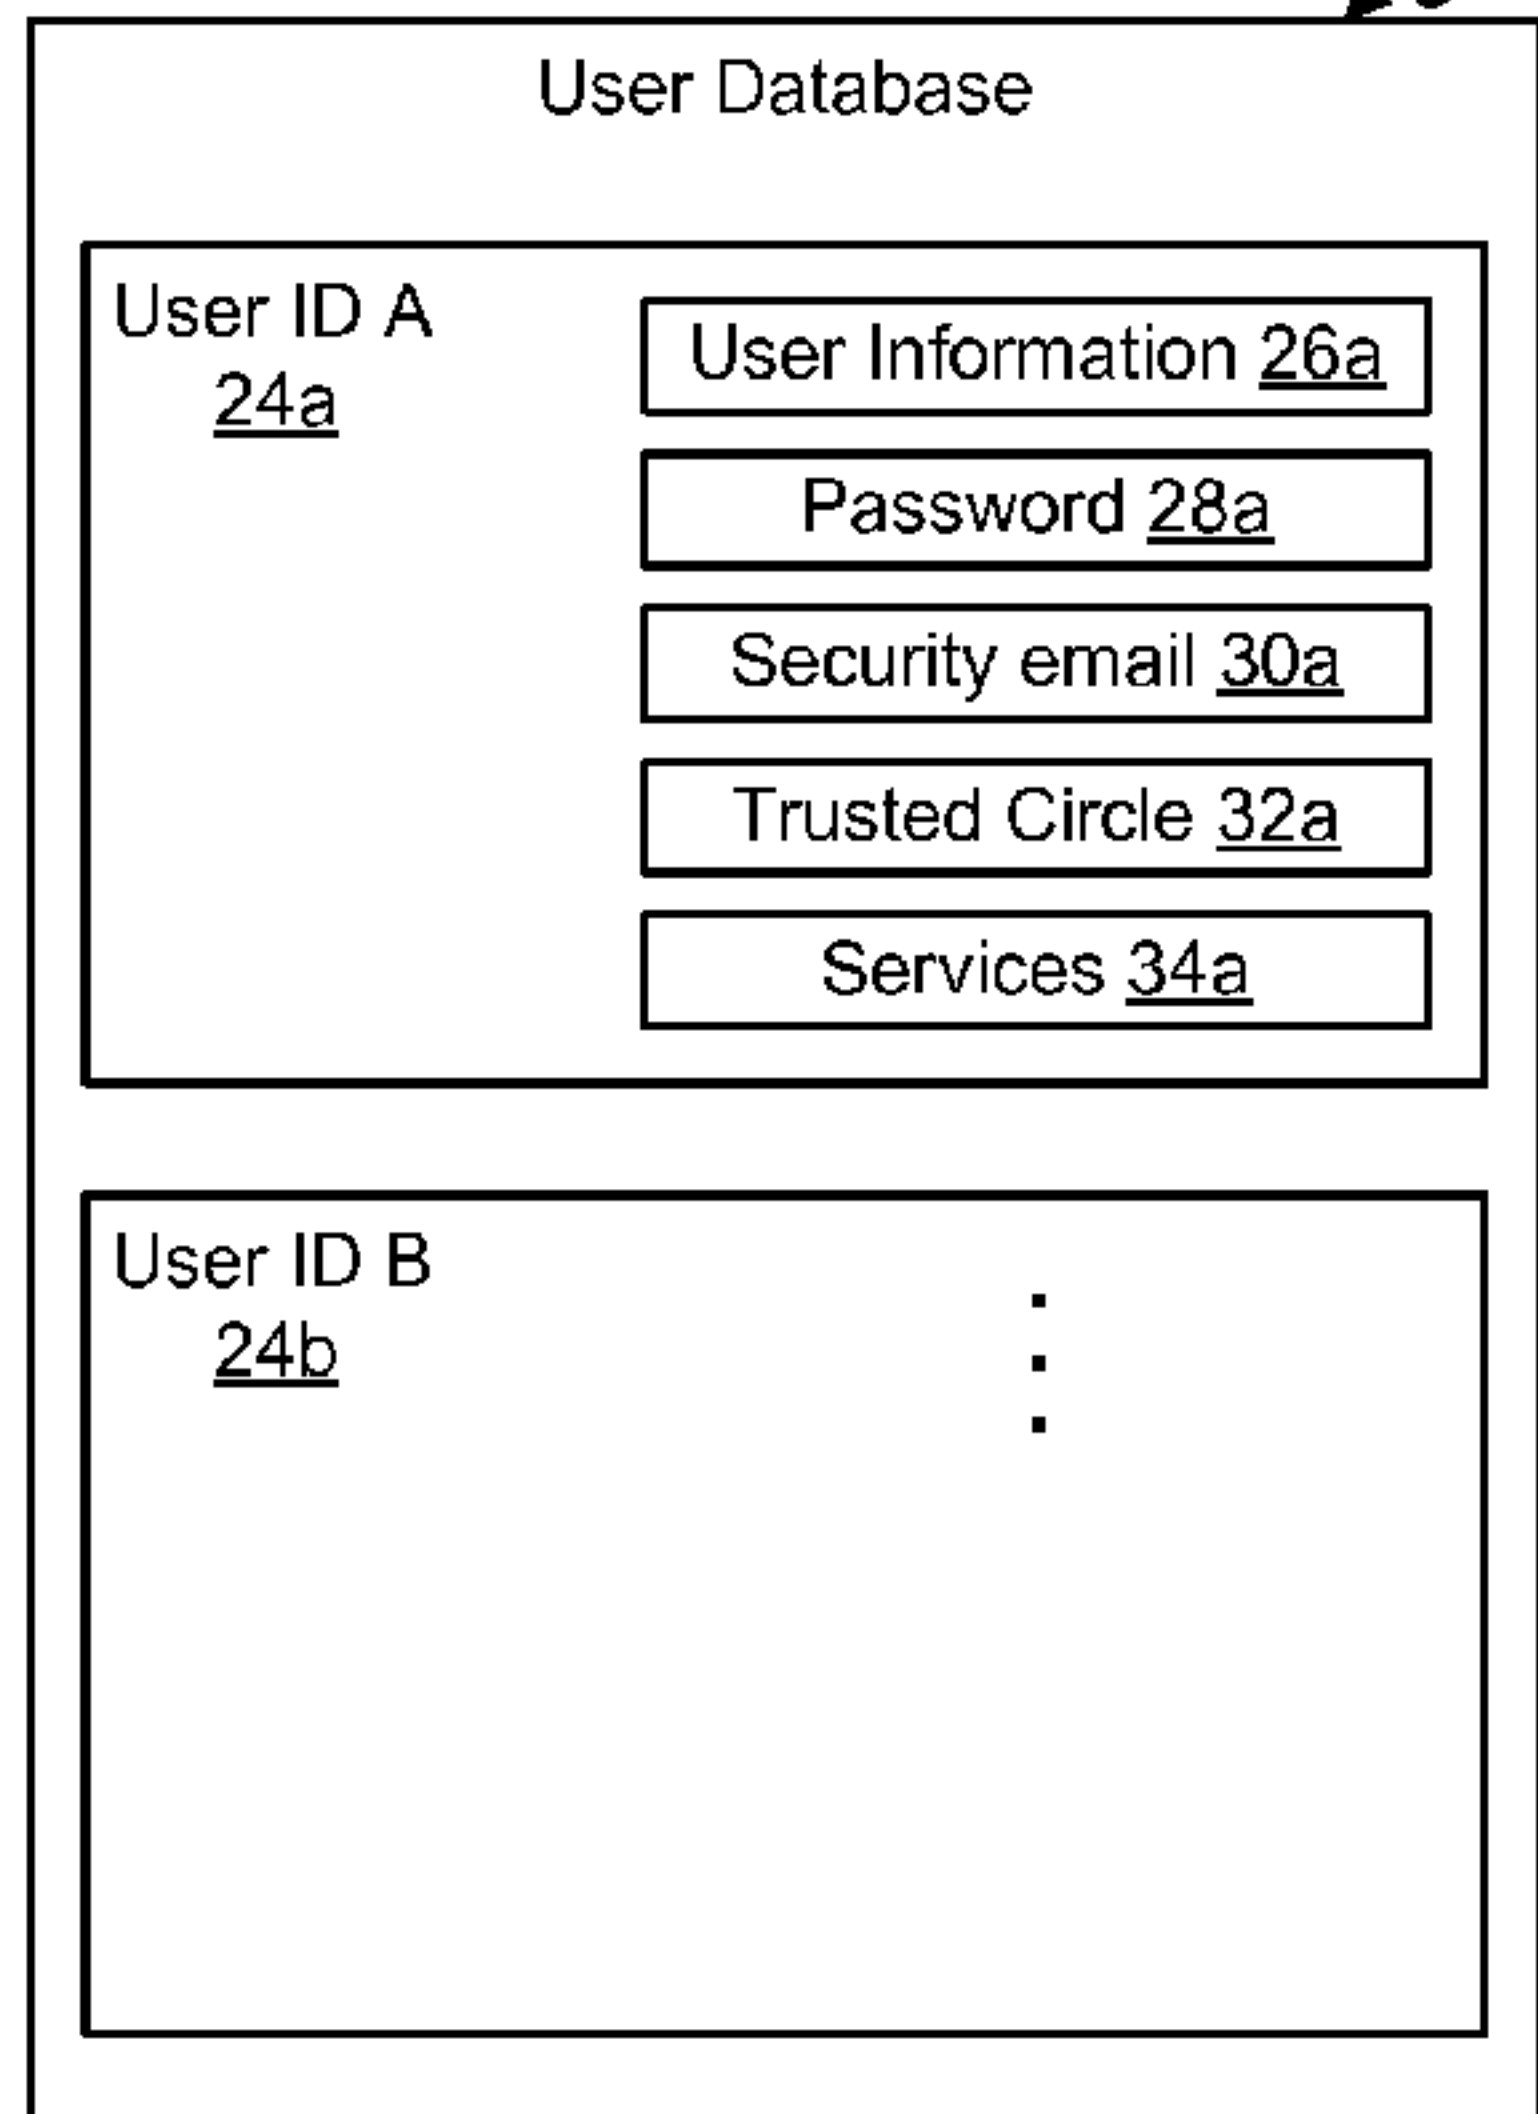 User Database
User ID A
24a
User Information 26a
Password 28a
Security email 30a
Trusted Circle 32a
Services 34a
User ID B
24b